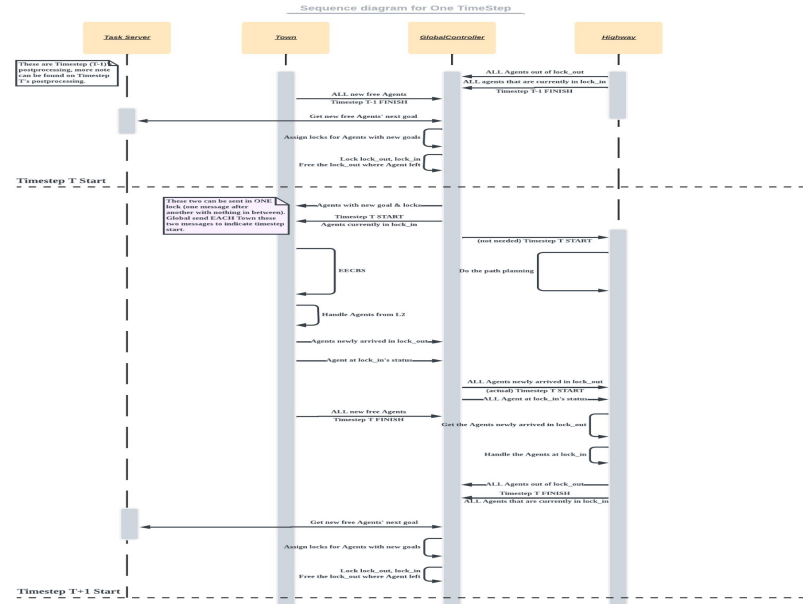 Sequence diagram for One TimeStep
Task Server
Town
GlobalController
Highway
These are Timestep (T-1)
postprocessing, more note
can be found on Timestep
T's postprocessing.
ALL Agents out of lock_out
ALL agents that are currently in lock_in
Timestep T-1 FINISH
ALL new free Agents
Timestep T-1 FINISH
Get new free Agents' next goal
Assign locks for Agents with new goals
Lock lock_out, lock_in
Free the lock_out where Agent left
Timestep T Start
These two can be sent in ONE
lock (one message after
another with nothing in between).
Global send EACH Town these
two messages to indicate timestep
start.
Agents with new goal & locks
Timestep T START
Agents currently in lock_in
(not needed) Timestep T START
EECBS
Do the path planning
Handle Agents from L2
Agents newly arrived in lock_out
Agent at lock_in's status
ALL Agents newly arrived in lock_out
(actual) Timestep T START
ALL Agent at lock_in's status
ALL new free Agents
Timestep T FINISH
Get the Agents newly arrived in lock_out
Handle the Agents at lock_in
ALL Agents out of lock_out
Timestep T FINISH
ALL Agents that are currently in lock_in
Get new free Agents' next goal
Assign locks for Agents with new goals
Lock lock_out, lock_in
Free the lock_out where Agent left
Timestep T+1 Start